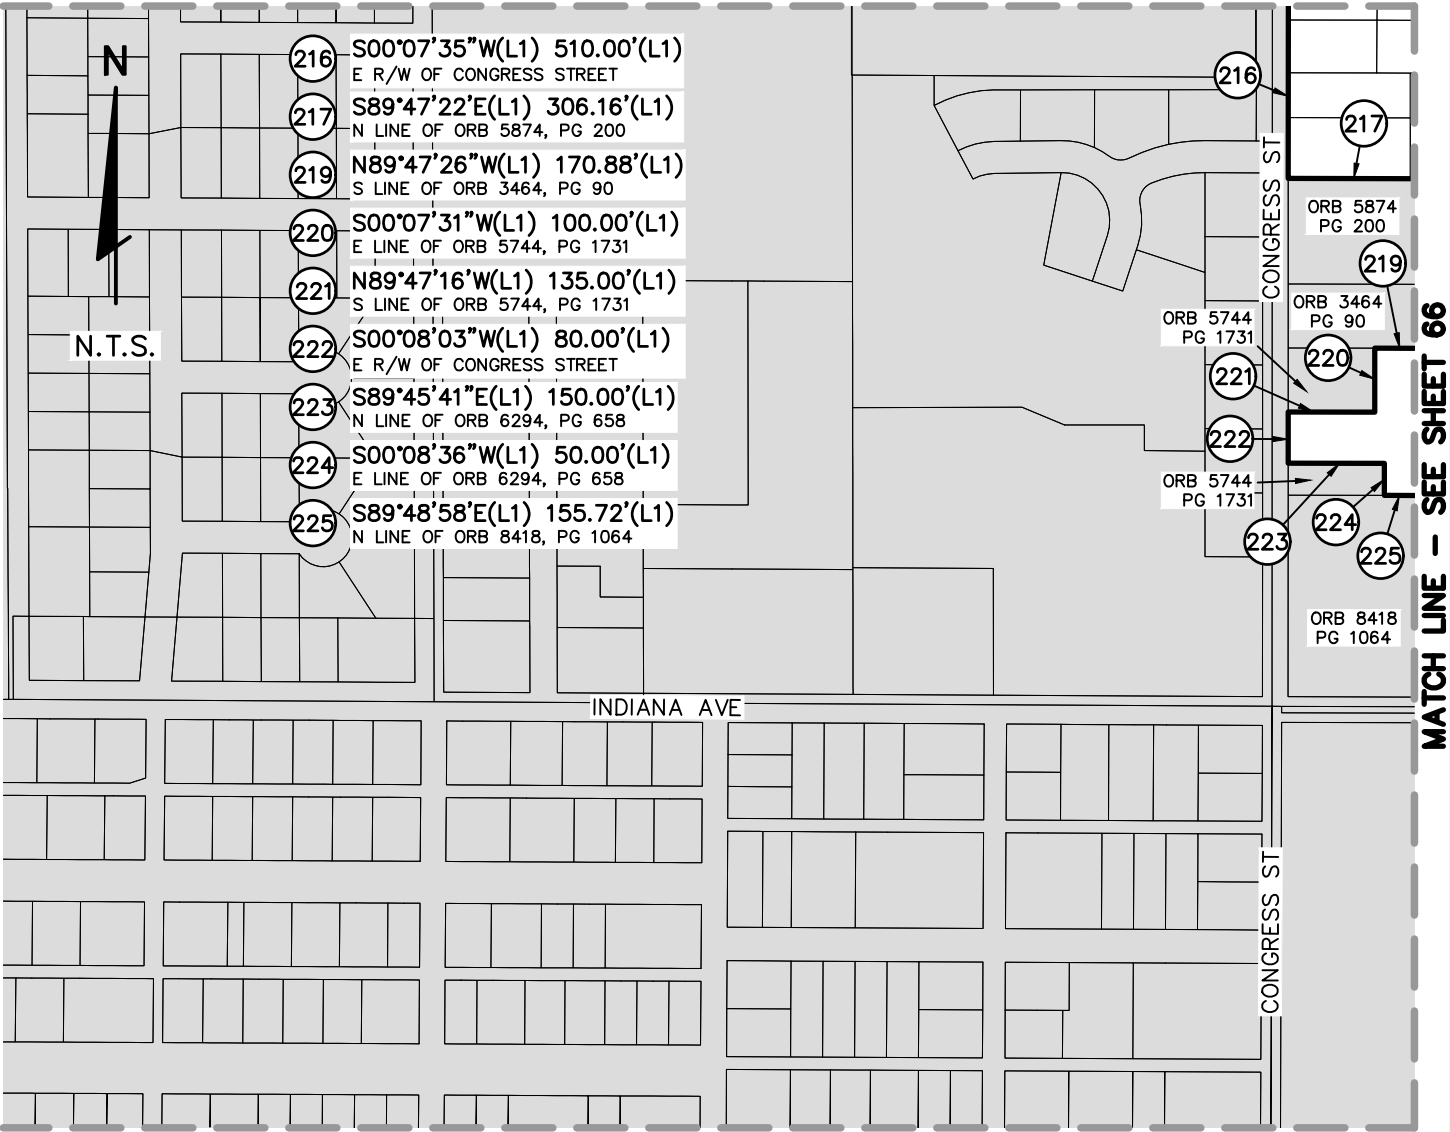 N
N.T.S.
216 S00°07'35"W(L1) 510.00'(L1)
E R/W OF CONGRESS STREET
217 S89°47'22'E(L1) 306.16'(L1)
N LINE OF ORB 5874, PG 200
219 N89°47'26"W(L1) 170.88'(L1)
S LINE OF ORB 3464, PG 90
220 S00°07'31"W(L1) 100.00'(L1)
E LINE OF ORB 5744, PG 1731
221 N89°47'16'W(L1) 135.00'(L1)
S LINE OF ORB 5744, PG 1731
222 S00°08'03"W(L1) 80.00'(L1)
E R/W OF CONGRESS STREET
223 S89°45'41"E(L1) 150.00'(L1)
N LINE OF ORB 6294, PG 658
224 S00°08'36"W(L1) 50.00'(L1)
E LINE OF ORB 6294, PG 658
225 S89°48'58'E(L1) 155.72'(L1)
N LINE OF ORB 8418, PG 1064
216
217
CONGRESS ST
ORB 5874
PG 200
219
ORB 3464
PG 90
ORB 5744
PG 1731
220
221
222
ORB 5744
PG 1731
223
224
225
ORB 8418
PG 1064
MATCH LINE - SEE SHEET 66
INDIANA AVE
CONGRESS ST